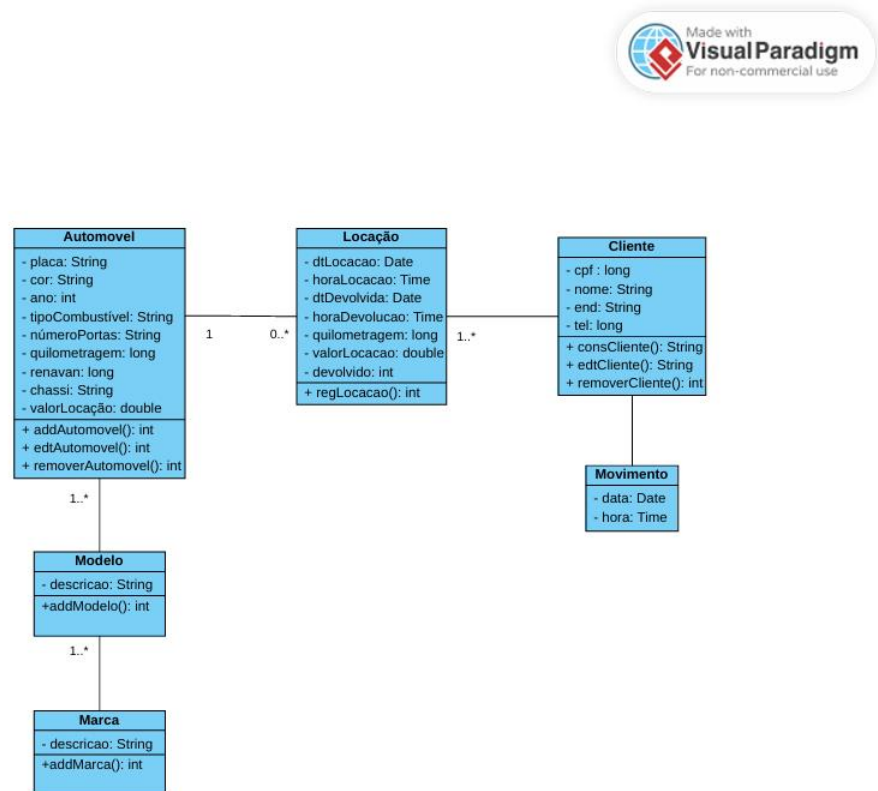 Made with
Visual Paradigm
For non-commercial use
Automovel
- placa: String
- cor: String
- ano: int
- tipoCombustível: String
- númeroPortas: String
- quilometragem: long
- renavan: long
- chassi: String
- valorLocação: double
+ addAutomovel(): int
+ edtAutomovel(): int
+ removerAutomovel(): int
1
0..*
Locação
- dtLocacao: Date
- horaLocacao: Time
- dtDevolvida: Date
- horaDevolucao: Time
- quilometragem: long
- valorLocacao: double
- devolvido: int
+ regLocacao(): int
1..*
Cliente
- cpf : long
- nome: String
- end: String
- tel: long
+ consCliente(): String
+ edtCliente(): String
+ removerCliente(): int
Movimento
- data: Date
- hora: Time
1..*
Modelo
- descricao: String
+addModelo(): int
1..*
Marca
- descricao: String
+addMarca(): int